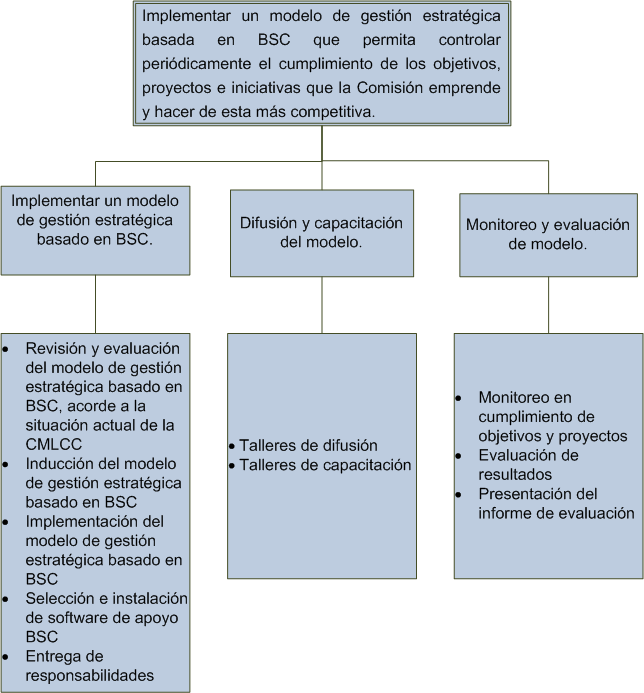 Implementar un modelo de gestión estratégica
basada en BSC que permita controlar
periódicamente el cumplimiento de los objetivos,
proyectos e iniciativas que la Comisión emprende
y hacer de esta más competitiva.
Implementar un modelo
de gestión estratégica
basado en BSC.
Difusión y capacitación
del modelo.
Monitoreo y evaluación
de modelo.
• Revisión y evaluación
del modelo de gestión
estratégica basado en
BSC, acorde a la
situación actual de la
CMLCC
• Inducción del modelo
de gestión estratégica
basado en BSC
• Implementación del
modelo de gestión
estratégica basado en
BSC
• Selección e instalación
de software de apoyo
BSC
• Entrega de
responsabilidades
• Talleres de difusión
• Talleres de capacitación
• Monitoreo en
cumplimiento de
objetivos y proyectos
• Evaluación de
resultados
• Presentación del
informe de evaluación